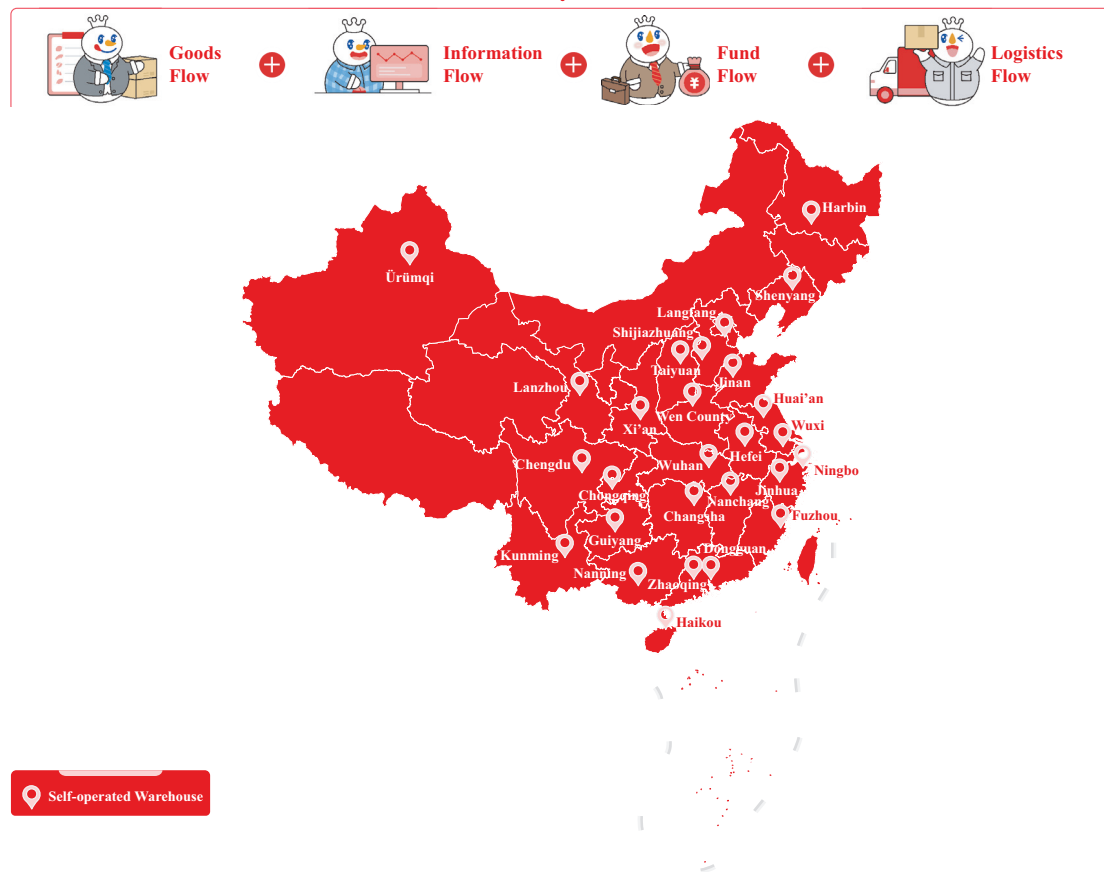 Goods
Flow
Information
Flow
Fund
Flow
¥
Logistics
Flow
Harbin
Ürümqi
Shenyang
Langfang
Shijiazhuang
Taiyuan
Jinan
Lanzhou
Huai'an
Wen County
Xi'an
Wuxi
Hefei
Chengdu
Wuhan
Ningbo
Chongqing
Jinhua
Nanchang
Changsha
Fuzhou
Guiyang
Kunming
Dongguan
Nanning
Zhaoqing
Haikou
Self-operated Warehouse